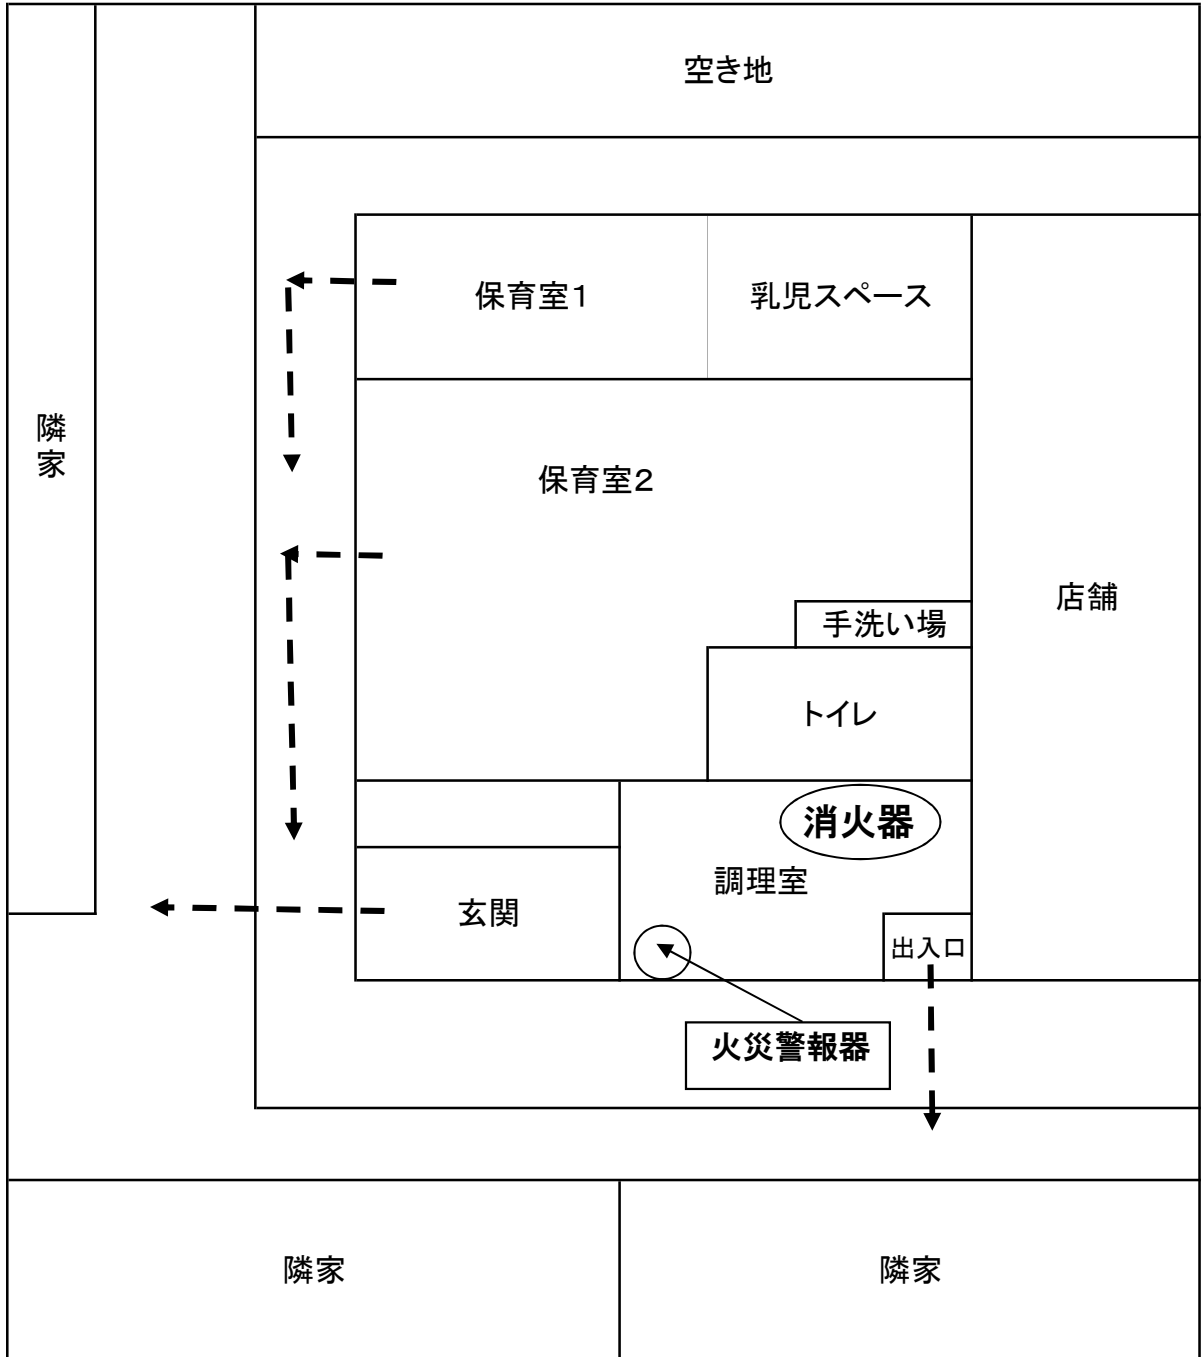 空き地
保育室1
乳児スペース
隣家
保育室2
店舗
手洗い場
トイレ
消火器
調理室
玄関
出入口
火災警報器
隣家
隣家